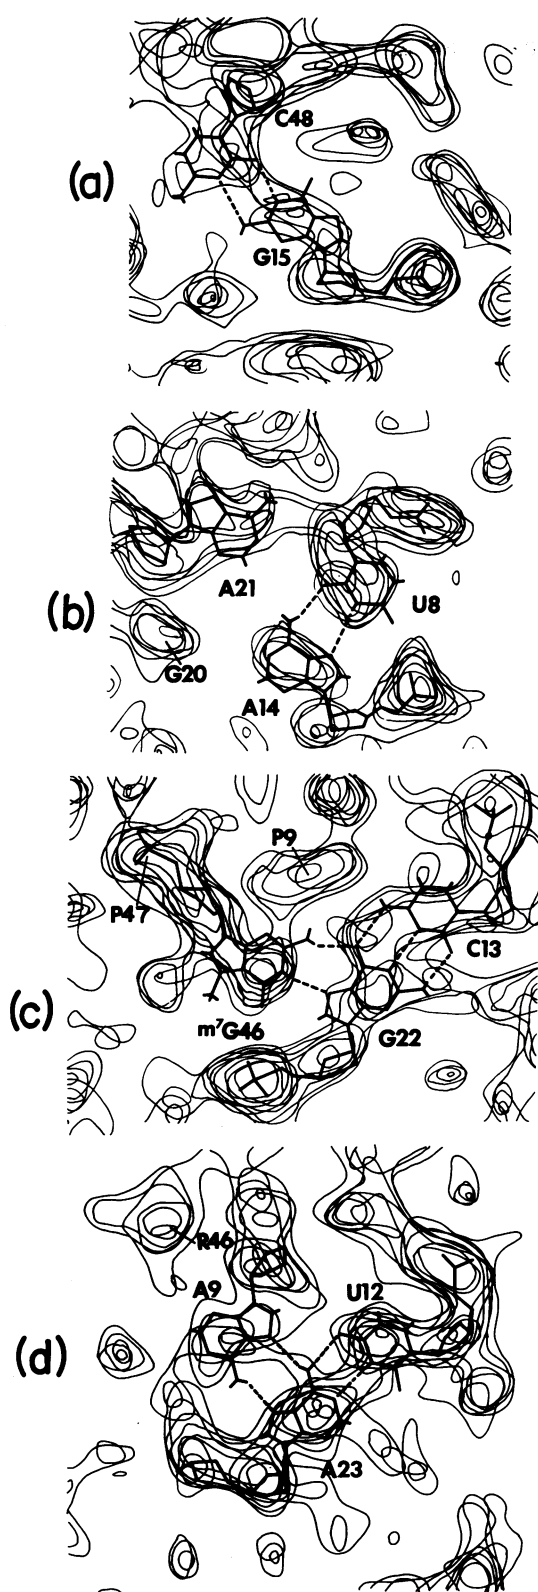 (a)
C48
G15
(b)
A21
U8
G20
A14
(c)
P9
P47
C13
m⁷G46
G22
(d)
R46
A9
U12
A23